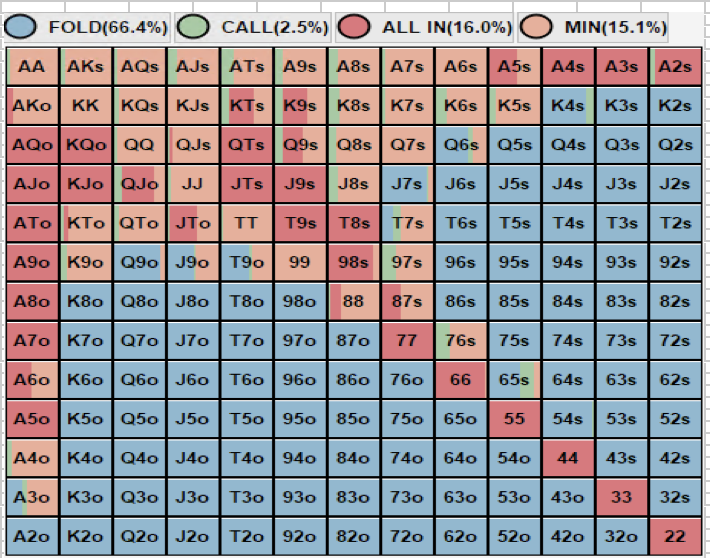 FOLD(66.4%) CALL(2.5%) ALL IN(16.0%) MIN(15.1%)
AA AKs AQs AJs ATs A9s A8s A7s A6s A5s A4s A3s A2s
AKo KK KQs KJs KTs K9s K8s K7s K6s K5s K4s K3s K2s
AQo KQo QQ QJs QTs Q9s Q8s Q7s Q6s Q5s Q4s Q3s Q2s
AJo KJo QJo JJ JTs J9s J8s J7s J6s J5s J4s J3s J2s
ATo KTo QTo JTo TT T9s T8s T7s T6s T5s T4s T3s T2s
A9o K9o Q9o J9o T9o 99 98s 97s 96s 95s 94s 93s 92s
A8o K8o Q8o J8o T8o 98o 88 87s 86s 85s 84s 83s 82s
A7o K7o Q7o J7o T7o 97o 87o 77 76s 75s 74s 73s 72s
A6o K6o Q6o J6o T6o 96o 86o 76o 66 65s 64s 63s 62s
A5o K5o Q5o J5o T5o 95o 85o 75o 65o 55 54s 53s 52s
A4o K4o Q4o J4o T4o 94o 84o 74o 64o 54o 44 43s 42s
A3o K3o Q3o J3o T3o 93o 83o 73o 63o 53o 43o 33 32s
A2o K2o Q2o J2o T2o 92o 82o 72o 62o 52o 42o 32o 22